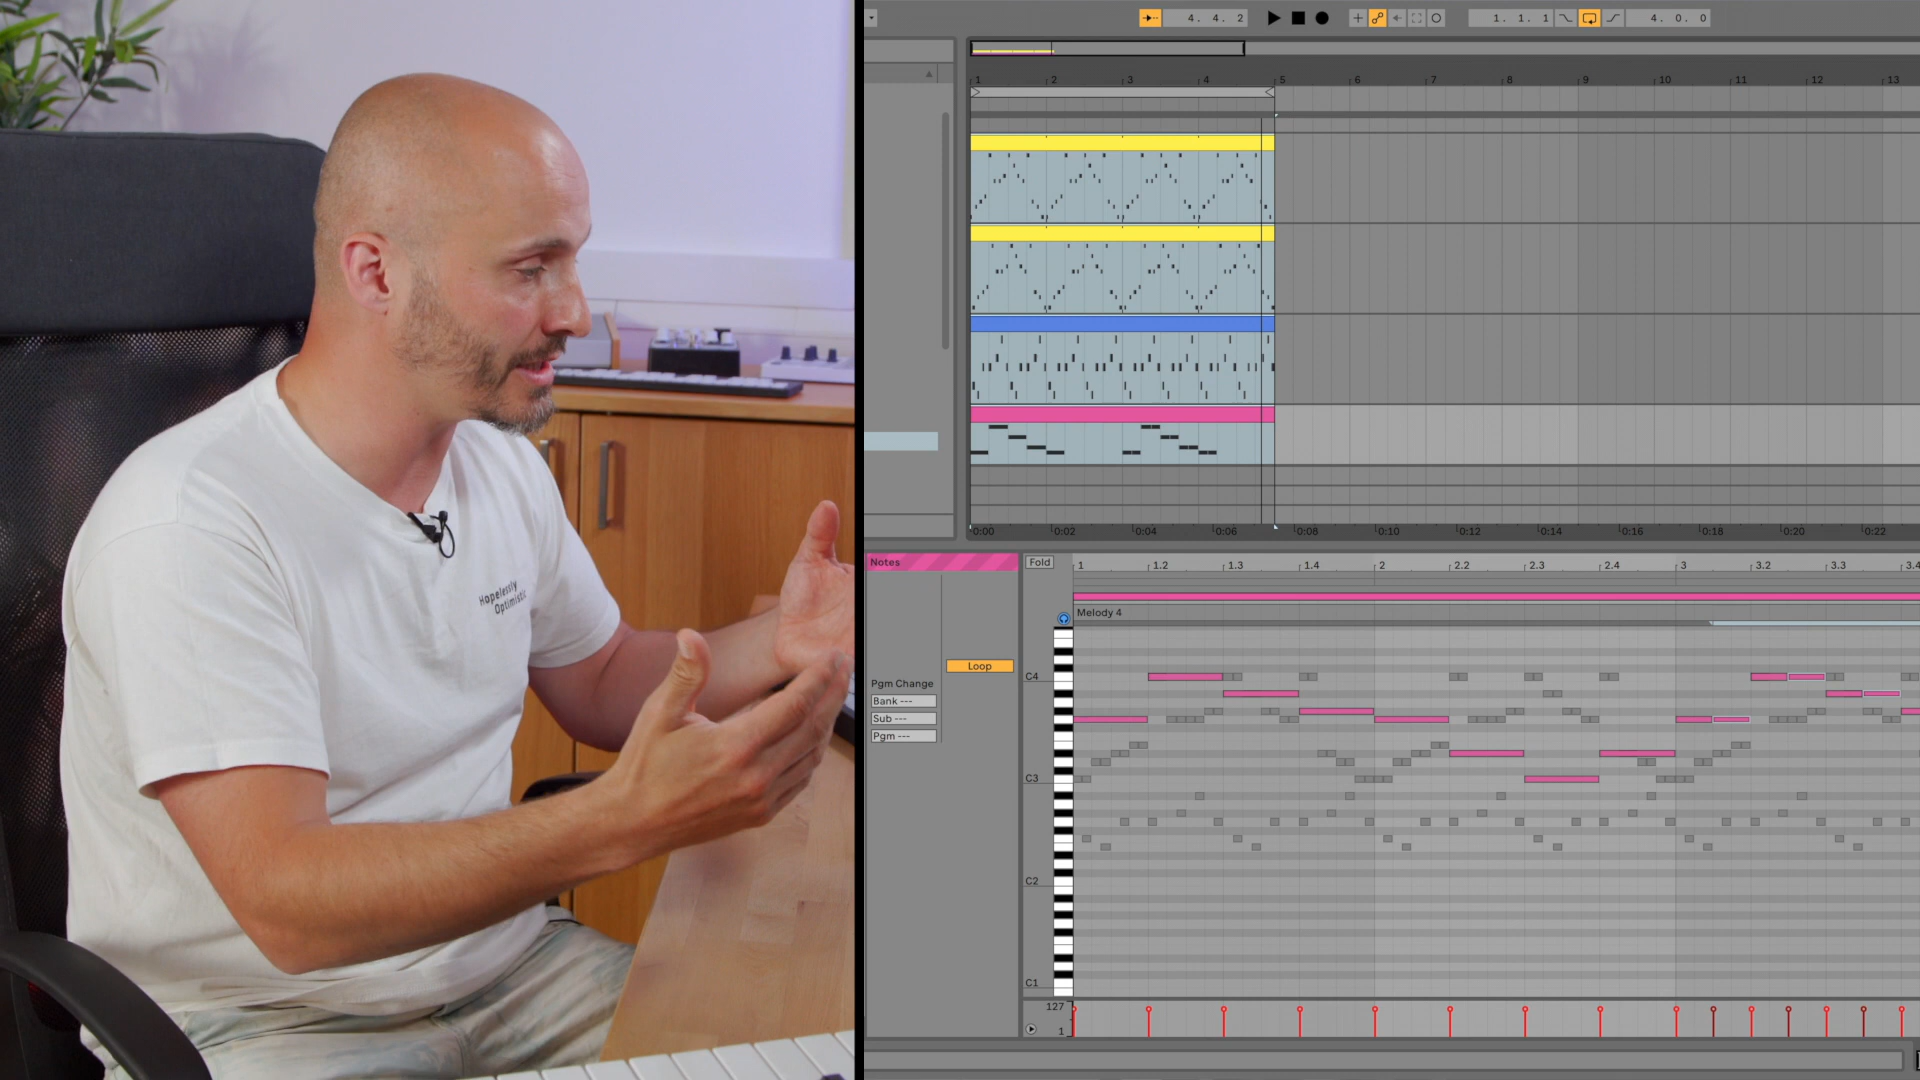 4. 4. 2
1. 1. 1
4. 0. 0
1 2 3 4 5 6 7 8 9 10 11 12 13
0:00 0:02 0:04 0:06 0:08 0:10 0:12 0:14 0:16 0:18 0:20 0:22
Hopelessly
Optimistic
Notes
Fold
1 1.2 1.3 1.4 2 2.2 2.3 2.4 3 3.2 3.3 3.4
Melody 4
Loop
Pgm Change
Bank ---
Sub ---
Pgm ---
C4
C3
C2
C1
127
1